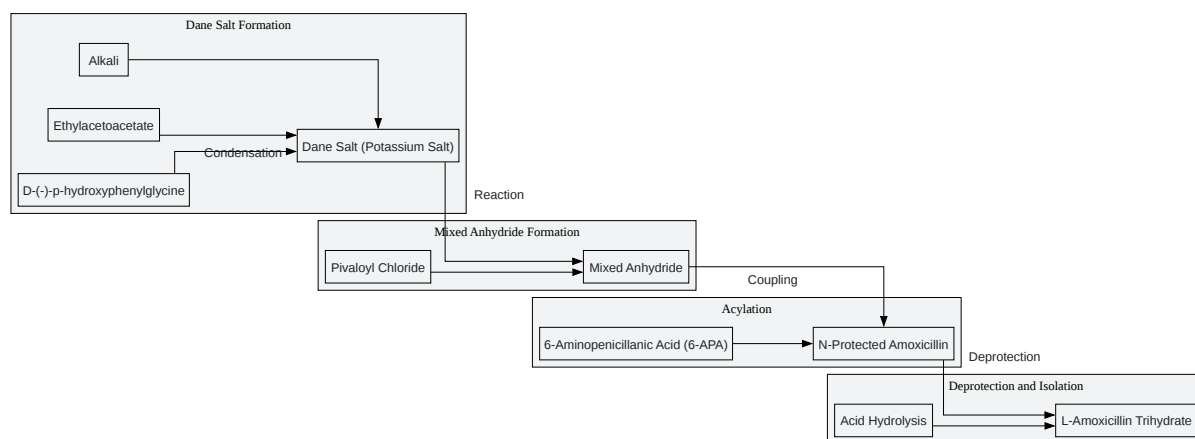 Dane Salt Formation
Alkali
Ethylacetoacetate
Condensation
Dane Salt (Potassium Salt)
D-(-)-p-hydroxyphenylglycine
Reaction
Mixed Anhydride Formation
Pivaloyl Chloride
Mixed Anhydride
Coupling
Acylation
6-Aminopenicillanic Acid (6-APA)
N-Protected Amoxicillin
Deprotection
Deprotection and Isolation
Acid Hydrolysis
L-Amoxicillin Trihydrate